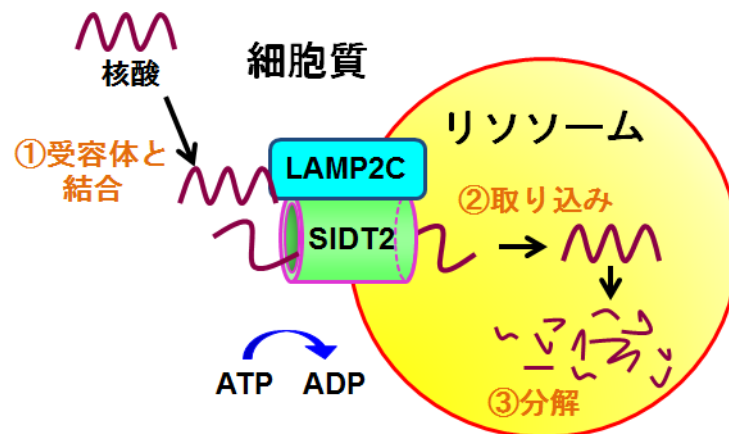 核酸
細胞質
①受容体と
結合
LAMP2C
SIDT2
リソソーム
②取り込み
③分解
ATP ADP